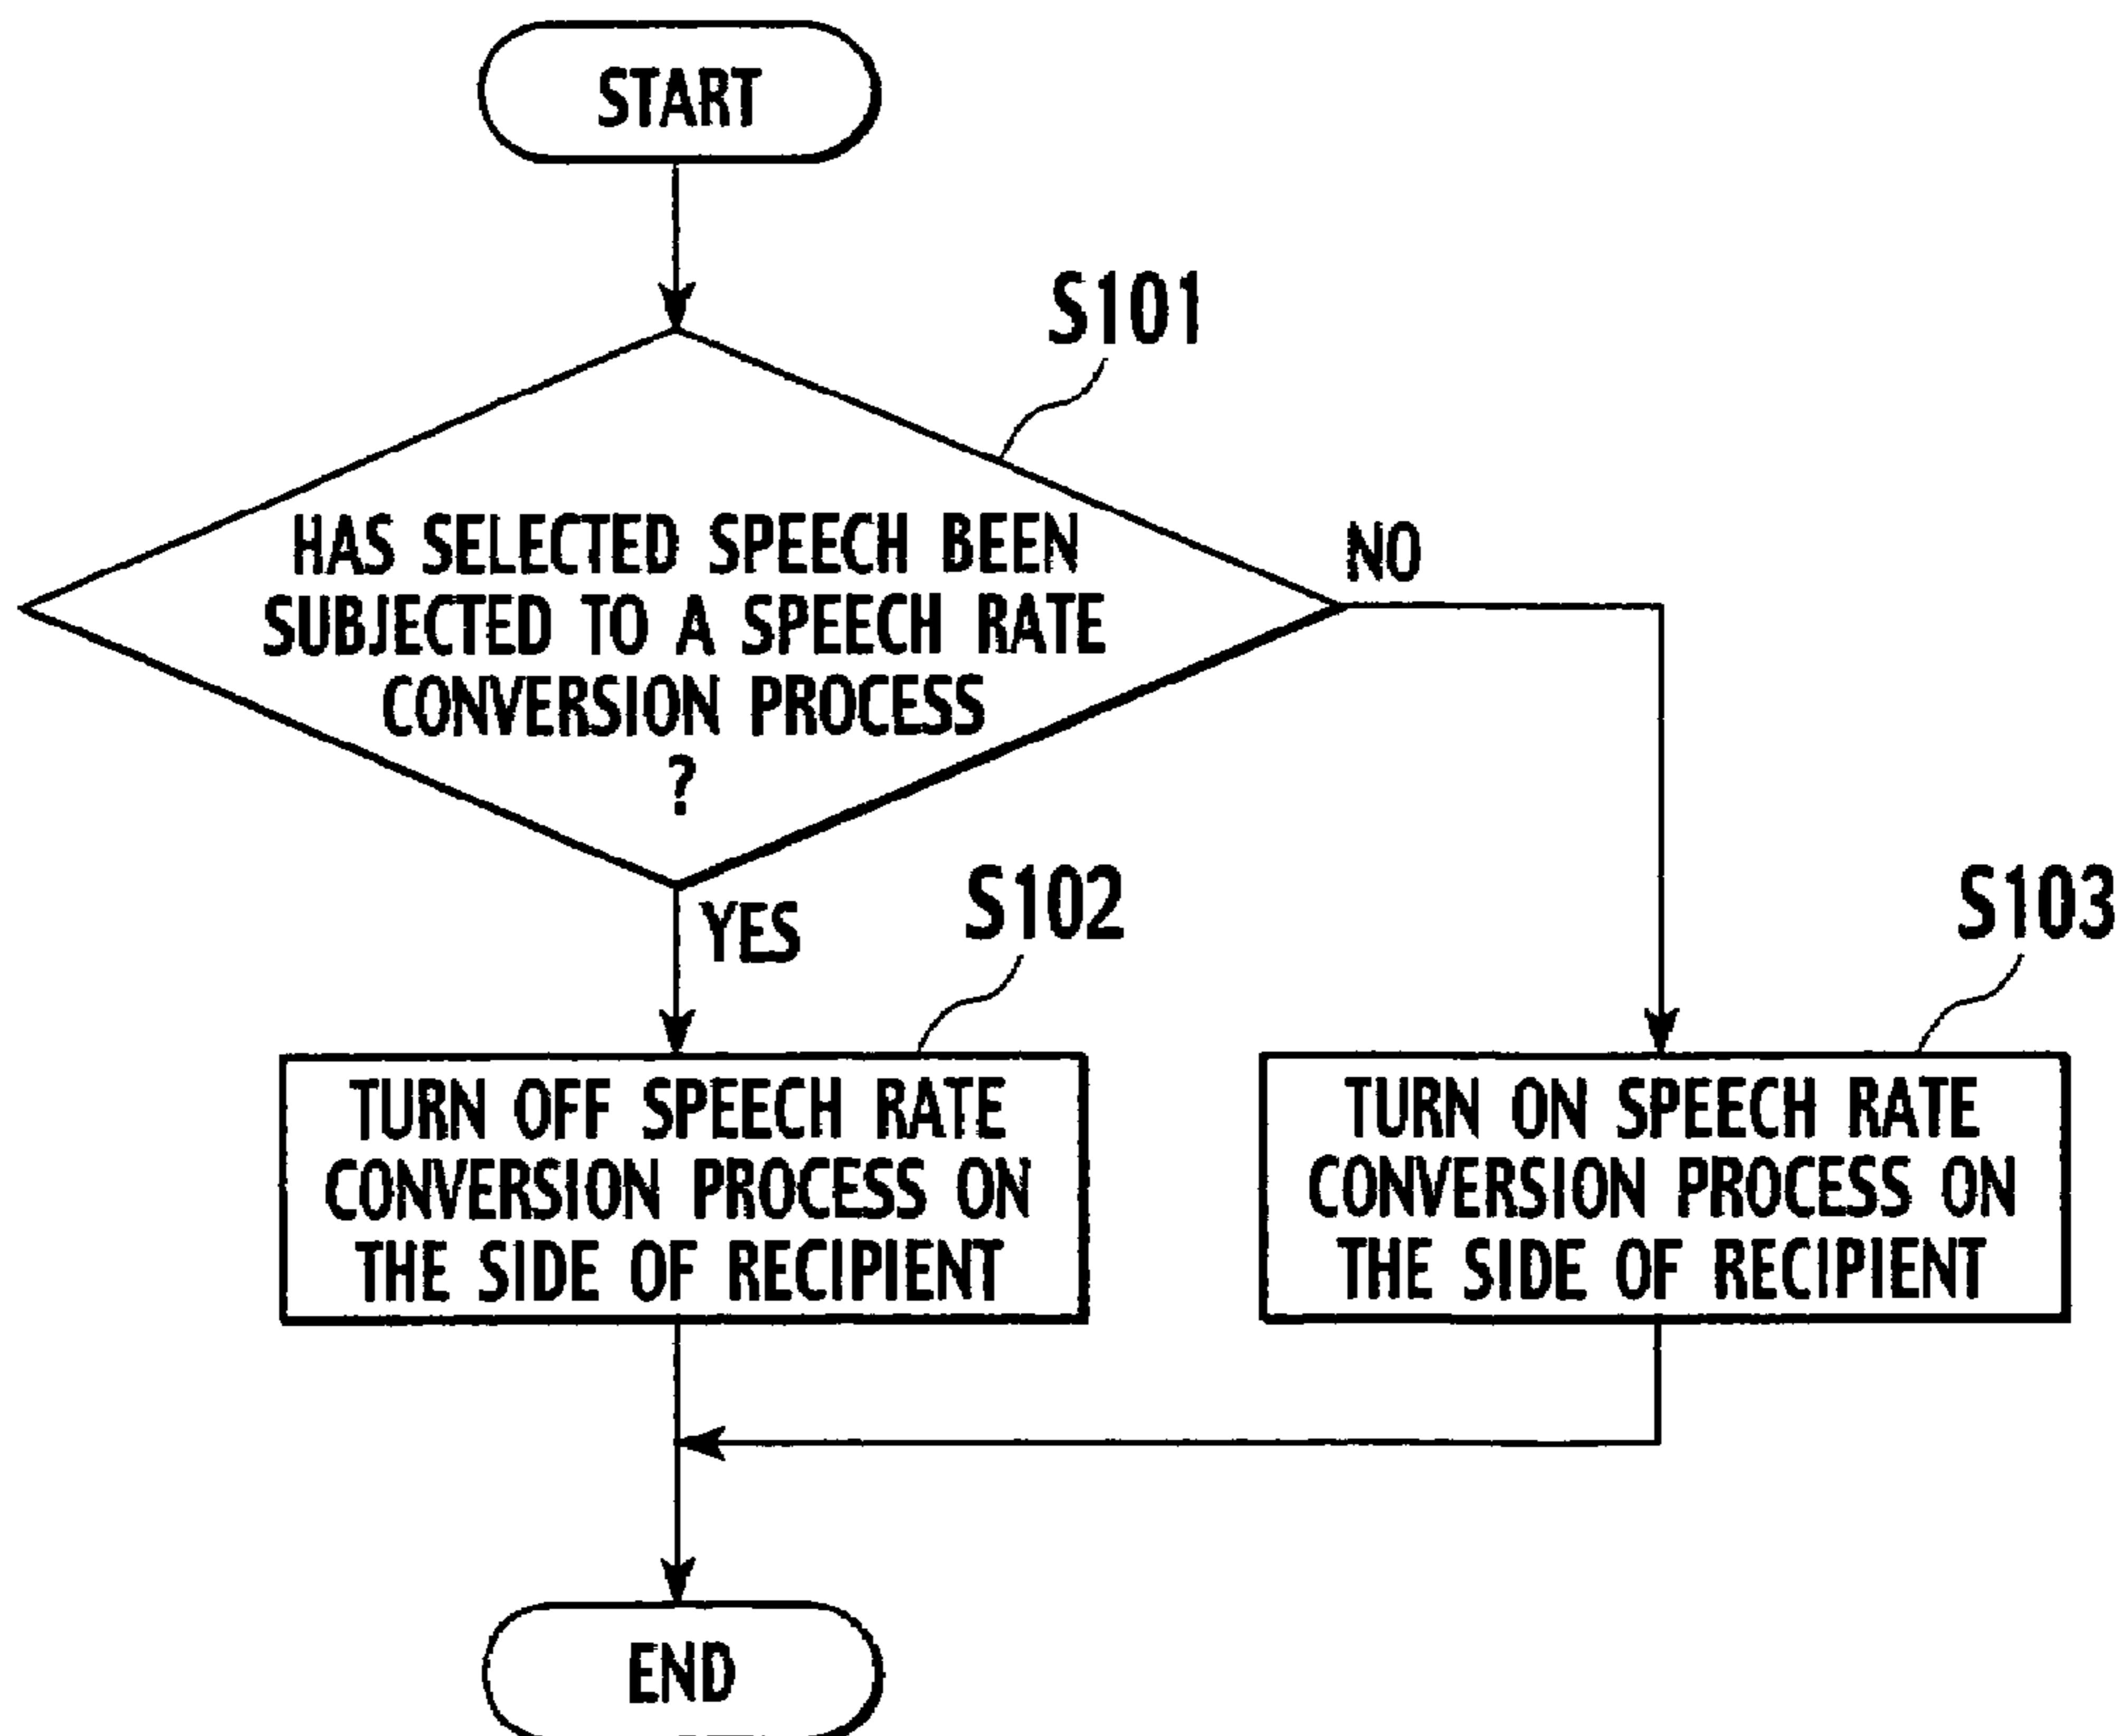 START
S101
HAS SELECTED SPEECH BEEN
SUBJECTED TO A SPEECH RATE
CONVERSION PROCESS
?
NO
YES
S102
S103
TURN OFF SPEECH RATE
CONVERSION PROCESS ON
THE SIDE OF RECIPIENT
TURN ON SPEECH RATE
CONVERSION PROCESS ON
THE SIDE OF RECIPIENT
END